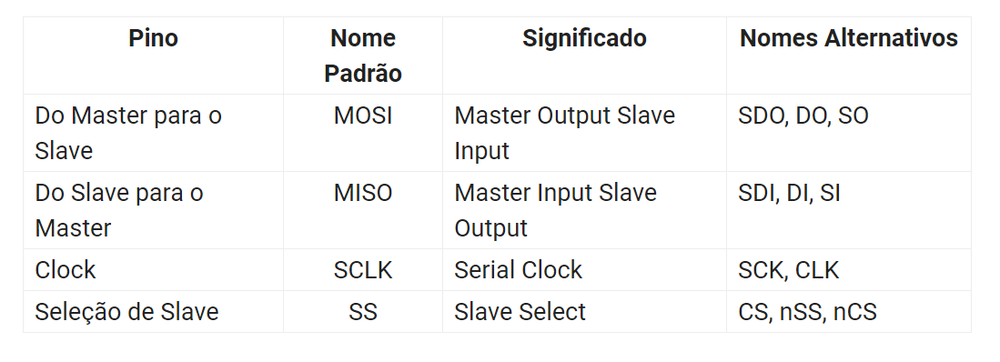 Pino Nome Padrão Significado Nomes Alternativos
Do Master para o Slave MOSI Master Output Slave Input SDO, DO, SO
Do Slave para o Master MISO Master Input Slave Output SDI, DI, SI
Clock SCLK Serial Clock SCK, CLK
Seleção de Slave SS Slave Select CS, nSS, nCS